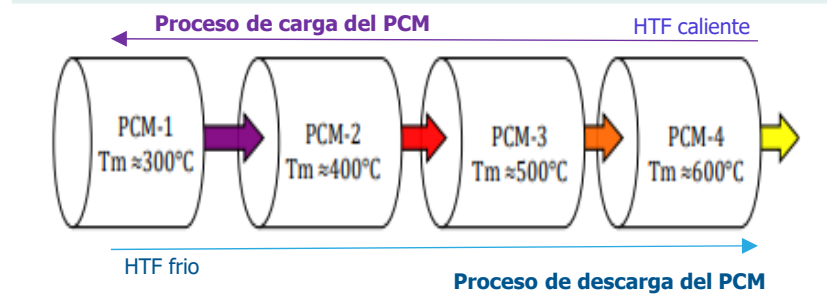 Proceso de carga del PCM
HTF caliente
PCM-1
Tm ≈300°C
PCM-2
Tm ≈400°C
PCM-3
Tm ≈500°C
PCM-4
Tm ≈600°C
HTF frio
Proceso de descarga del PCM